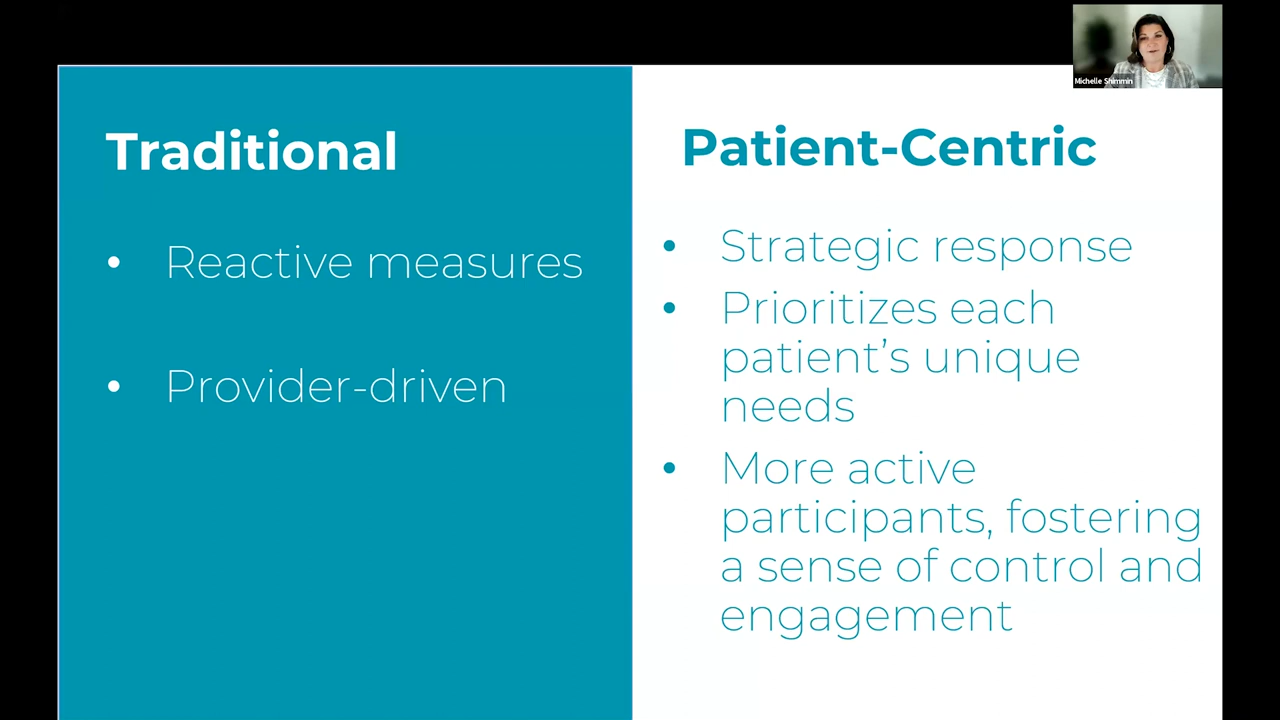 Michelle Shimmin
Traditional
• Reactive measures
• Provider-driven
Patient-Centric
• Strategic response
• Prioritizes each
patient’s unique
needs
• More active
participants, fostering
a sense of control and
engagement